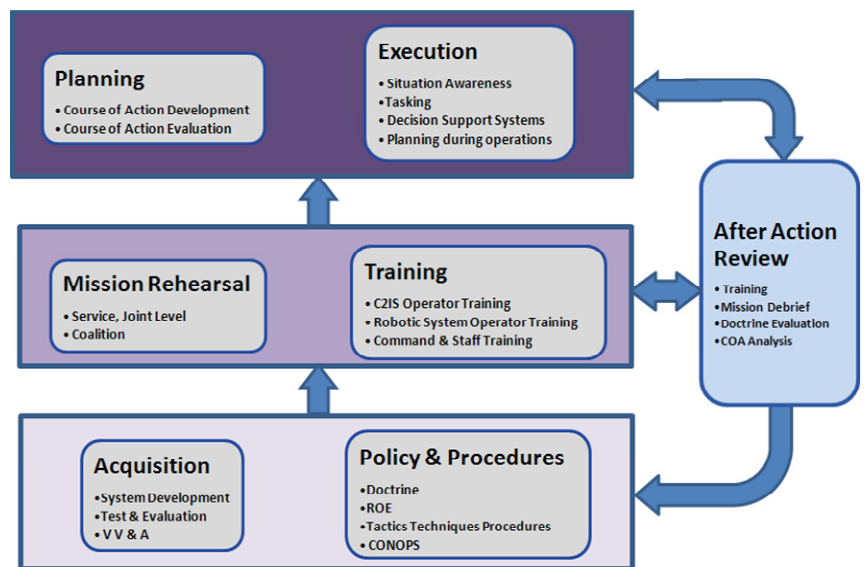 Planning
• Course of Action Development
• Course of Action Evaluation
Execution
• Situation Awareness
•Tasking
• Decision Support Systems
• Planning during operations
After Action
Review
• Training
•Mission Debrief
•Doctrine Evaluation
•COA Analysis
Mission Rehearsal
• Service, Joint Level
• Coalition
Training
• C2IS Operator Training
• Robotic System Operator Training
• Command & Staff Training
Acquisition
•System Development
•Test & Evaluation
• V V & A
Policy & Procedures
•Doctrine
•ROE
•Tactics Techniques Procedures
• CONOPS